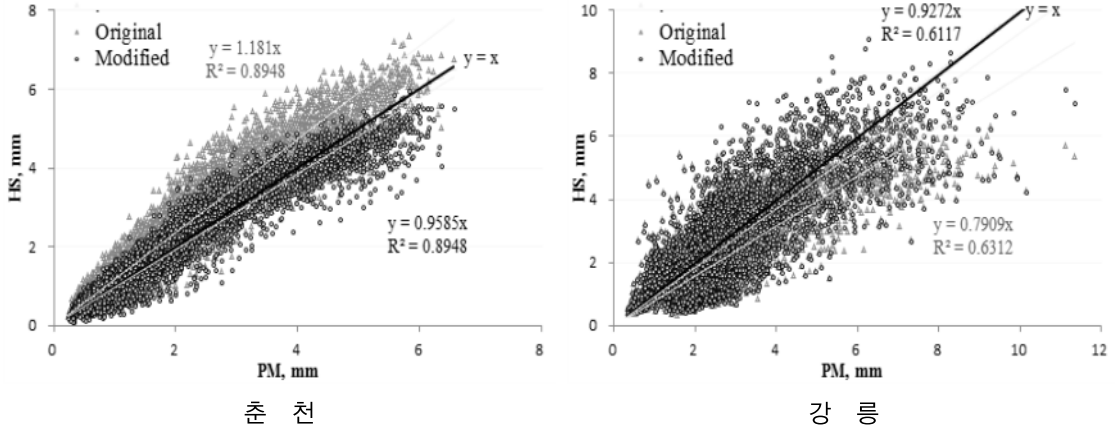 8
Original
Modified
y = 1.181x
R² = 0.8948
y = x
6
HS, mm
4
y = 0.9585x
R² = 0.8948
2
0
0 2 4 6 8
PM, mm
춘 천
10
Original
Modified
y = 0.9272x
R² = 0.6117
y = x
8
6
HS, mm
4
y = 0.7909x
R² = 0.6312
2
0
0 2 4 6 8 10 12
PM, mm
강 릉